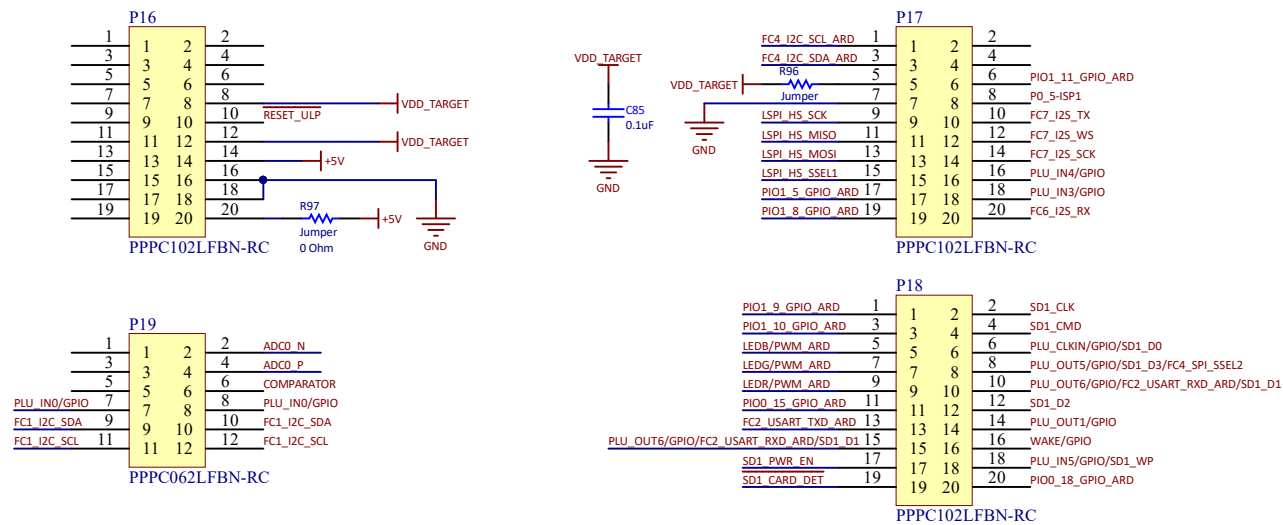 P16
1 1 2 2
3 3 4 4
5 5 6 6
7 7 8 8 VDD_TARGET
9 9 10 10 RESET_ULP
11 11 12 12 VDD_TARGET
13 13 14 14 +5V
15 15 16 16
17 17 18 18
19 19 20 20 R97 +5V
Jumper
0 Ohm
GND
PPPC102LFBN-RC
VDD_TARGET
C85
0.1uF
GND
P17
FC4_I2C_SCL_ARD 1 1 2 2
FC4_I2C_SDA_ARD 3 3 4 4
VDD_TARGET R96 5 5 6 6 PIO1_11_GPIO_ARD
Jumper
7 7 8 8 P0_5-ISP1
GND
LSPI_HS_SCK 9 9 10 10 FC7_I2S_TX
LSPI_HS_MISO 11 11 12 12 FC7_I2S_WS
LSPI_HS_MOSI 13 13 14 14 FC7_I2S_SCK
LSPI_HS_SSEL1 15 15 16 16 PLU_IN4/GPIO
PIO1_5_GPIO_ARD 17 17 18 18 PLU_IN3/GPIO
PIO1_8_GPIO_ARD 19 19 20 20 FC6_I2S_RX
PPPC102LFBN-RC
P19
1 1 2 2 ADC0_N
3 3 4 4 ADC0_P
5 5 6 6 COMPARATOR
PLU_IN0/GPIO 7 7 8 8 PLU_IN0/GPIO
FC1_I2C_SDA 9 9 10 10 FC1_I2C_SDA
FC1_I2C_SCL 11 11 12 12 FC1_I2C_SCL
PPPC062LFBN-RC
P18
PIO1_9_GPIO_ARD 1 1 2 2 SD1_CLK
PIO1_10_GPIO_ARD 3 3 4 4 SD1_CMD
LEDB/PWM_ARD 5 5 6 6 PLU_CLKIN/GPIO/SD1_D0
LEDG/PWM_ARD 7 7 8 8 PLU_OUT5/GPIO/SD1_D3/FC4_SPI_SSEL2
LEDR/PWM_ARD 9 9 10 10 PLU_OUT6/GPIO/FC2_USART_RXD_ARD/SD1_D1
PIO0_15_GPIO_ARD 11 11 12 12 SD1_D2
FC2_USART_TXD_ARD 13 13 14 14 PLU_OUT1/GPIO
PLU_OUT6/GPIO/FC2_USART_RXD_ARD/SD1_D1 15 15 16 16 WAKE/GPIO
SD1_PWR_EN 17 17 18 18 PLU_IN5/GPIO/SD1_WP
SD1_CARD_DET 19 19 20 20 PIO0_18_GPIO_ARD
PPPC102LFBN-RC